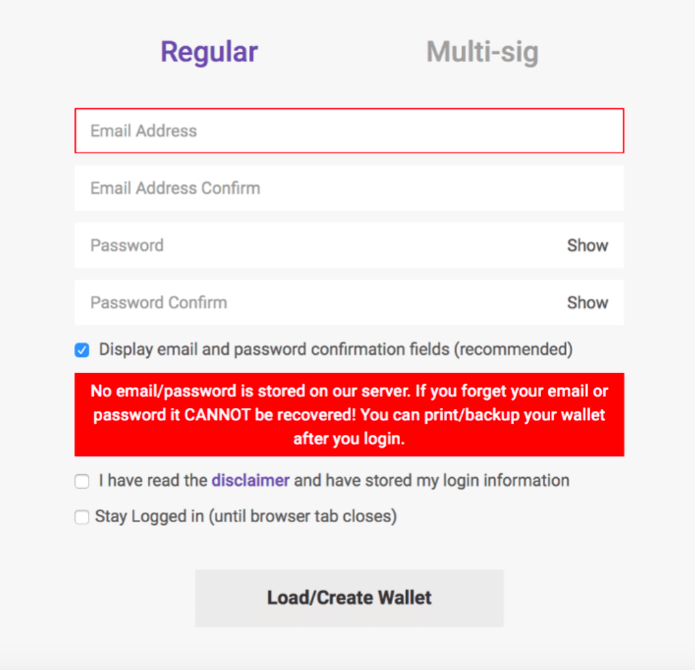 Regular Multi-sig
Email Address
Email Address Confirm
Password Show
Password Confirm Show
Display email and password confirmation fields (recommended)
No email/password is stored on our server. If you forget your email or
password it CANNOT be recovered! You can print/backup your wallet
after you login.
I have read the disclaimer and have stored my login information
Stay Logged in (until browser tab closes)
Load/Create Wallet